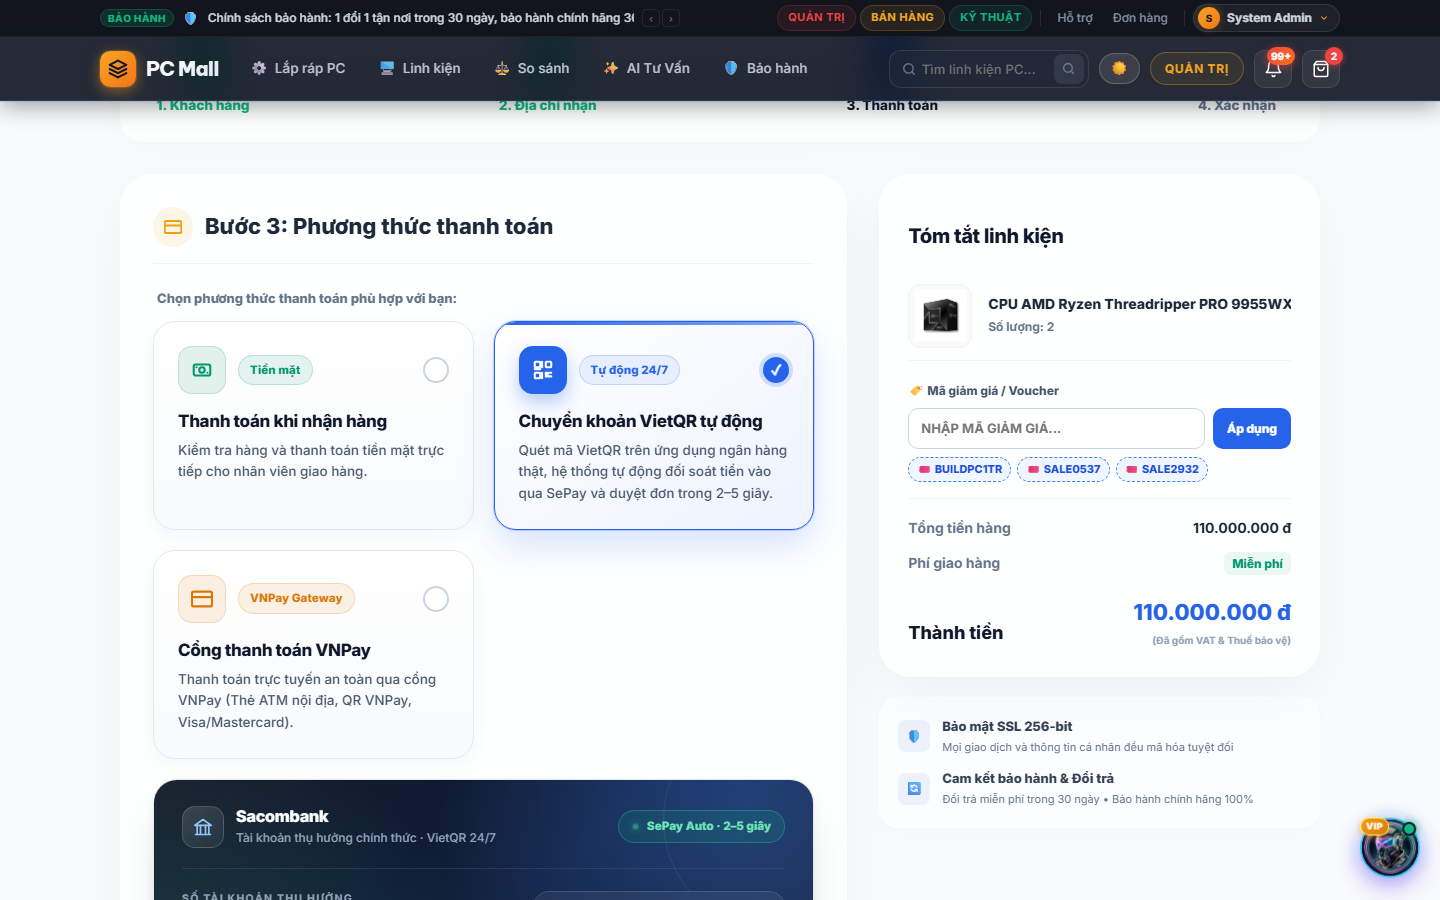 BẢO HÀNH
Chính sách bảo hành: 1 đổi 1 tận nơi trong 30 ngày, bảo hành chính hãng 3
QUẢN TRỊ
BÁN HÀNG
KỸ THUẬT
Hỗ trợ
Đơn hàng
S
System Admin
PC Mall
Lắp ráp PC
Linh kiện
So sánh
AI Tư Vấn
Bảo hành
Tìm linh kiện PC...
QUẢN TRỊ
99+
2
1. Khách hàng
2. Địa chỉ nhận
3. Thanh toán
4. Xác nhận
Bước 3: Phương thức thanh toán
Chọn phương thức thanh toán phù hợp với bạn:
Tiền mặt
Thanh toán khi nhận hàng
Kiểm tra hàng và thanh toán tiền mặt trực
tiếp cho nhân viên giao hàng.
Tự động 24/7
Chuyển khoản VietQR tự động
Quét mã VietQR trên ứng dụng ngân hàng
thật, hệ thống tự động đối soát tiền vào
qua SePay và duyệt đơn trong 2–5 giây.
VNPay Gateway
Cổng thanh toán VNPay
Thanh toán trực tuyến an toàn qua cổng
VNPay (Thẻ ATM nội địa, QR VNPay,
Visa/Mastercard).
Sacombank
Tài khoản thụ hưởng chính thức · VietQR 24/7
SePay Auto · 2–5 giây
SỐ TÀI KHOẢN THỤ HƯỞNG
Tóm tắt linh kiện
CPU AMD Ryzen Threadripper PRO 9955WX
Số lượng: 2
Mã giảm giá / Voucher
NHẬP MÃ GIẢM GIÁ...
Áp dụng
BUILDPC1TR
SALE0537
SALE2932
Tổng tiền hàng
110.000.000 đ
Phí giao hàng
Miễn phí
Thành tiền
110.000.000 đ
(Đã gồm VAT & Thuế bảo vệ)
Bảo mật SSL 256-bit
Mọi giao dịch và thông tin cá nhân đều mã hóa tuyệt đối
Cam kết bảo hành & Đổi trả
Đổi trả miễn phí trong 30 ngày • Bảo hành chính hãng 100%
VIP